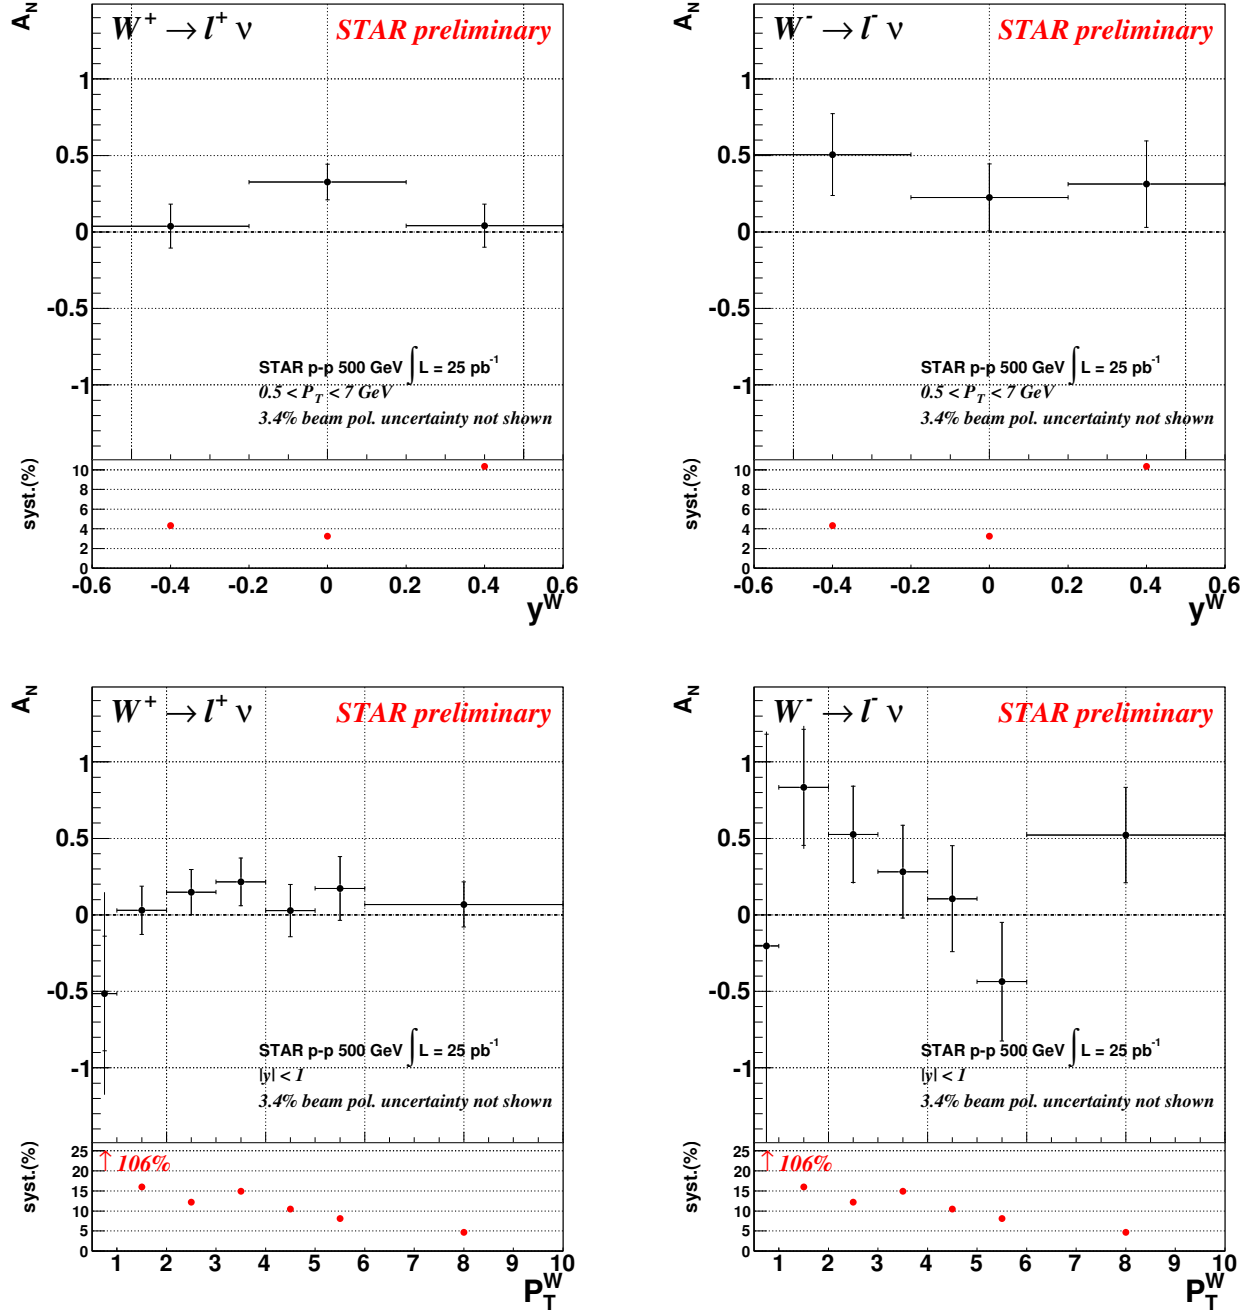 A_N
W⁺ → l⁺ ν STAR preliminary
1
0.5
0
-0.5
-1
STAR p-p 500 GeV ∫ L = 25 pb⁻¹
0.5 < P_T < 7 GeV
3.4% beam pol. uncertainty not shown
syst.(%)
10
8
6
4
2
0
-0.6 -0.4 -0.2 0 0.2 0.4 0.6
y^W
A_N
W⁻ → l⁻ ν STAR preliminary
1
0.5
0
-0.5
-1
STAR p-p 500 GeV ∫ L = 25 pb⁻¹
0.5 < P_T < 7 GeV
3.4% beam pol. uncertainty not shown
syst.(%)
10
8
6
4
2
0
-0.6 -0.4 -0.2 0 0.2 0.4 0.6
y^W
A_N
W⁺ → l⁺ ν STAR preliminary
1
0.5
0
-0.5
-1
STAR p-p 500 GeV ∫ L = 25 pb⁻¹
|y| < 1
3.4% beam pol. uncertainty not shown
syst.(%)
25
↑ 106%
20
15
10
5
0
1 2 3 4 5 6 7 8 9 10
P_T^W
A_N
W⁻ → l⁻ ν STAR preliminary
1
0.5
0
-0.5
-1
STAR p-p 500 GeV ∫ L = 25 pb⁻¹
|y| < 1
3.4% beam pol. uncertainty not shown
syst.(%)
25
↑ 106%
20
15
10
5
0
1 2 3 4 5 6 7 8 9 10
P_T^W